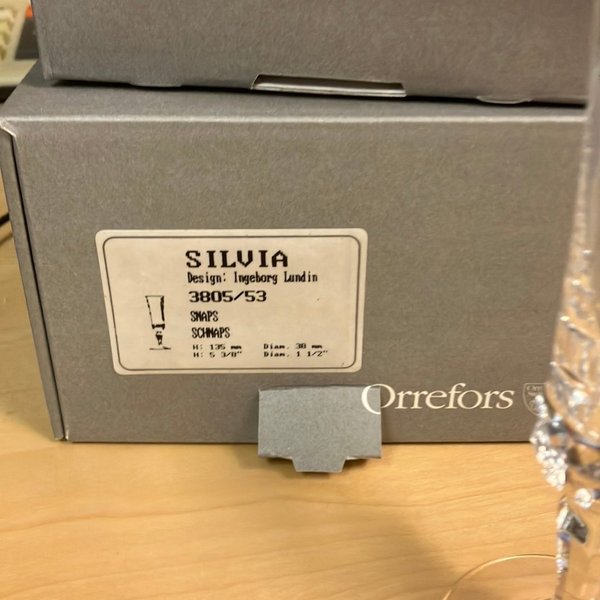 SILVIA
Design: Ingeborg Lundin
3805/53
SNAPS
SCHNAPS
H: 135 mm Diam. 38 mm
H: 5 3/8" Diam. 1 1/2"
Orrefors